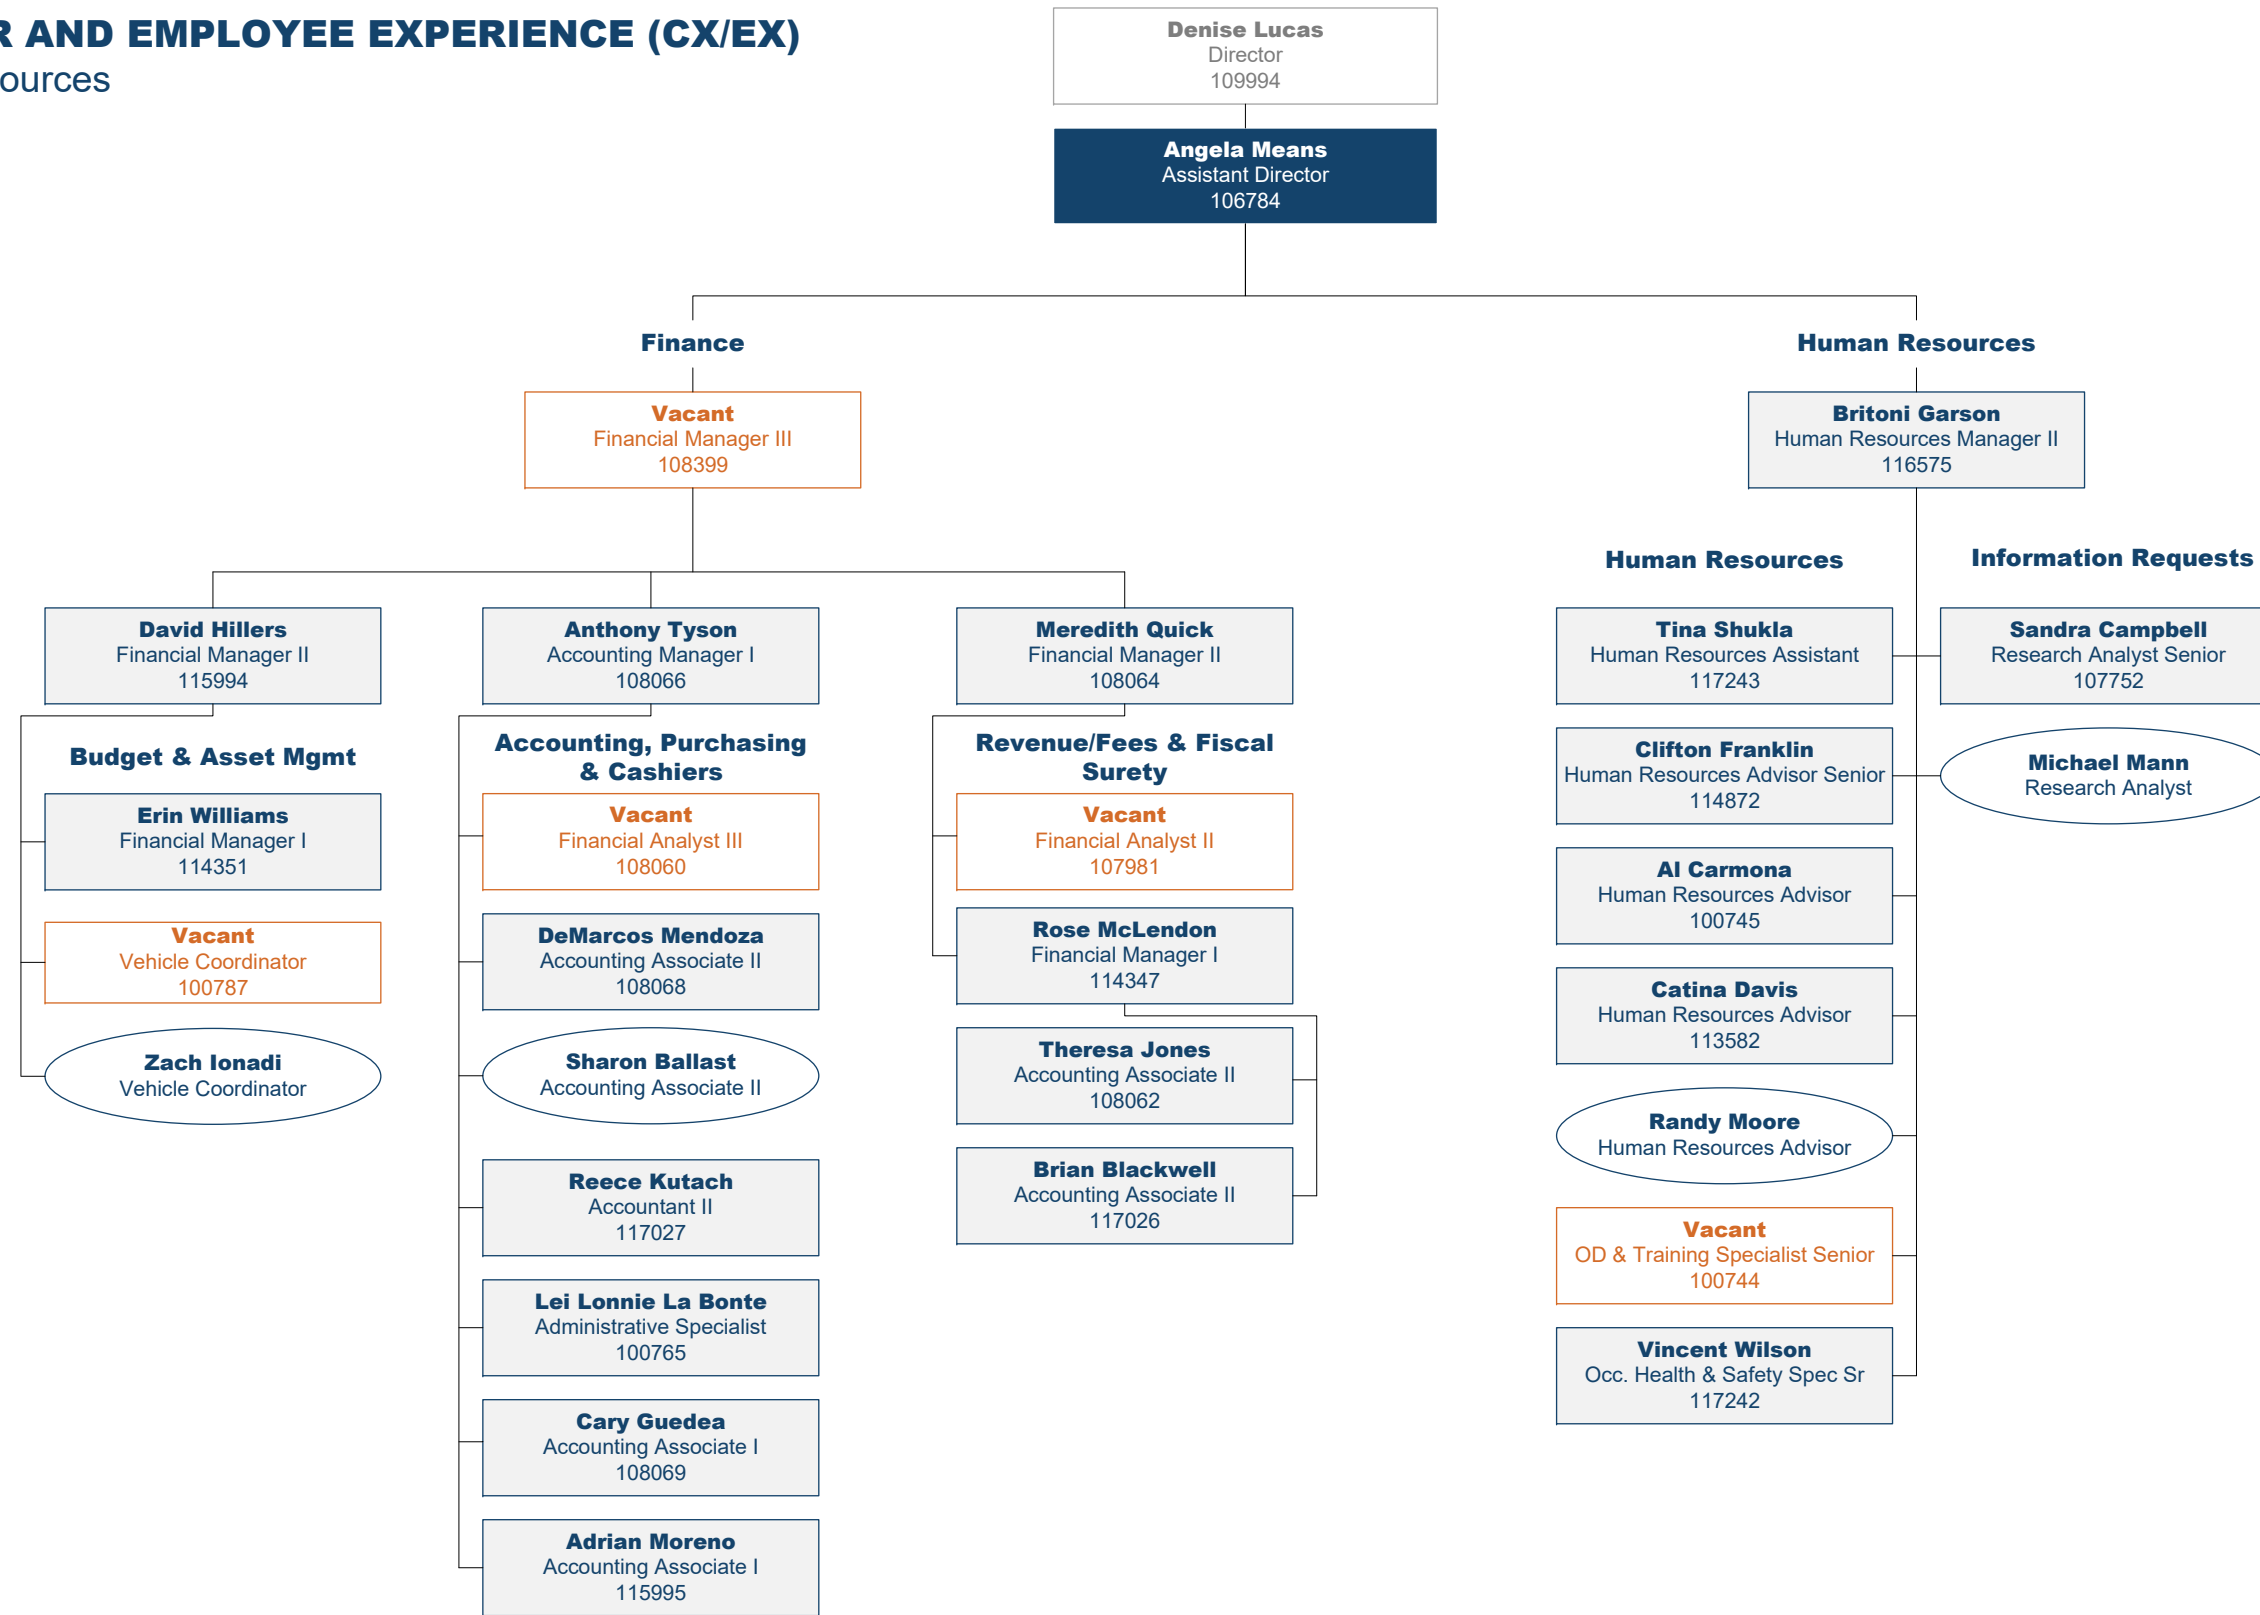 R AND EMPLOYEE EXPERIENCE (CX/EX)
ources
Denise Lucas
Director
109994
Angela Means
Assistant Director
106784
Finance
Vacant
Financial Manager III
108399
David Hillers
Financial Manager II
115994
Budget & Asset Mgmt
Erin Williams
Financial Manager I
114351
Vacant
Vehicle Coordinator
100787
Zach Ionadi
Vehicle Coordinator
Anthony Tyson
Accounting Manager I
108066
Accounting, Purchasing
& Cashiers
Vacant
Financial Analyst III
108060
DeMarcos Mendoza
Accounting Associate II
108068
Sharon Ballast
Accounting Associate II
Reece Kutach
Accountant II
117027
Lei Lonnie La Bonte
Administrative Specialist
100765
Cary Guedea
Accounting Associate I
108069
Adrian Moreno
Accounting Associate I
115995
Meredith Quick
Financial Manager II
108064
Revenue/Fees & Fiscal
Surety
Vacant
Financial Analyst II
107981
Rose McLendon
Financial Manager I
114347
Theresa Jones
Accounting Associate II
108062
Brian Blackwell
Accounting Associate II
117026
Human Resources
Britoni Garson
Human Resources Manager II
116575
Human Resources
Tina Shukla
Human Resources Assistant
117243
Clifton Franklin
Human Resources Advisor Senior
114872
Al Carmona
Human Resources Advisor
100745
Catina Davis
Human Resources Advisor
113582
Randy Moore
Human Resources Advisor
Vacant
OD & Training Specialist Senior
100744
Vincent Wilson
Occ. Health & Safety Spec Sr
117242
Information Requests
Sandra Campbell
Research Analyst Senior
107752
Michael Mann
Research Analyst